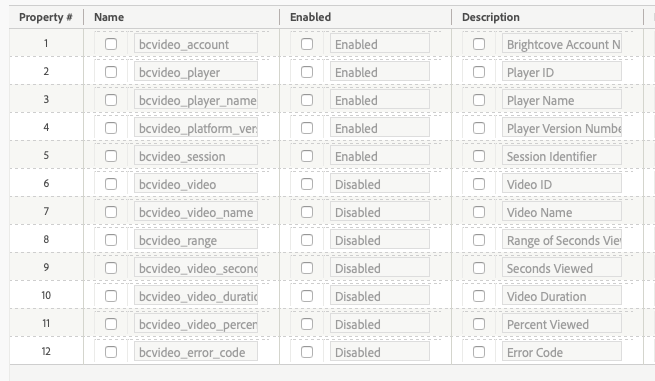 Property # Name Enabled Description
1 bcvideo_account Enabled Brightcove Account N
2 bcvideo_player Enabled Player ID
3 bcvideo_player_name Enabled Player Name
4 bcvideo_platform_ver Enabled Player Version Numbe
5 bcvideo_session Enabled Session Identifier
6 bcvideo_video Disabled Video ID
7 bcvideo_video_name Disabled Video Name
8 bcvideo_range Disabled Range of Seconds Vie
9 bcvideo_video_secon Disabled Seconds Viewed
10 bcvideo_video_durati Disabled Video Duration
11 bcvideo_video_percen Disabled Percent Viewed
12 bcvideo_error_code Disabled Error Code